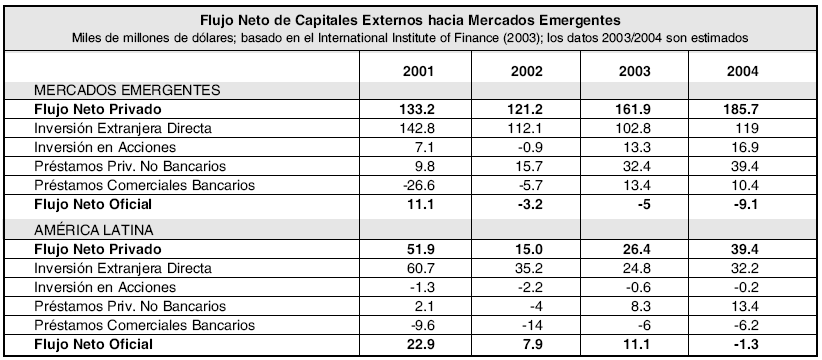 Flujo Neto de Capitales Externos hacia Mercados Emergentes
Miles de millones de dólares; basado en el International Institute of Finance (2003); los datos 2003/2004 son estimados
2001 2002 2003 2004
MERCADOS EMERGENTES
Flujo Neto Privado 133.2 121.2 161.9 185.7
Inversión Extranjera Directa 142.8 112.1 102.8 119
Inversión en Acciones 7.1 -0.9 13.3 16.9
Préstamos Priv. No Bancarios 9.8 15.7 32.4 39.4
Préstamos Comerciales Bancarios -26.6 -5.7 13.4 10.4
Flujo Neto Oficial 11.1 -3.2 -5 -9.1
AMÉRICA LATINA
Flujo Neto Privado 51.9 15.0 26.4 39.4
Inversión Extranjera Directa 60.7 35.2 24.8 32.2
Inversión en Acciones -1.3 -2.2 -0.6 -0.2
Préstamos Priv. No Bancarios 2.1 -4 8.3 13.4
Préstamos Comerciales Bancarios -9.6 -14 -6 -6.2
Flujo Neto Oficial 22.9 7.9 11.1 -1.3